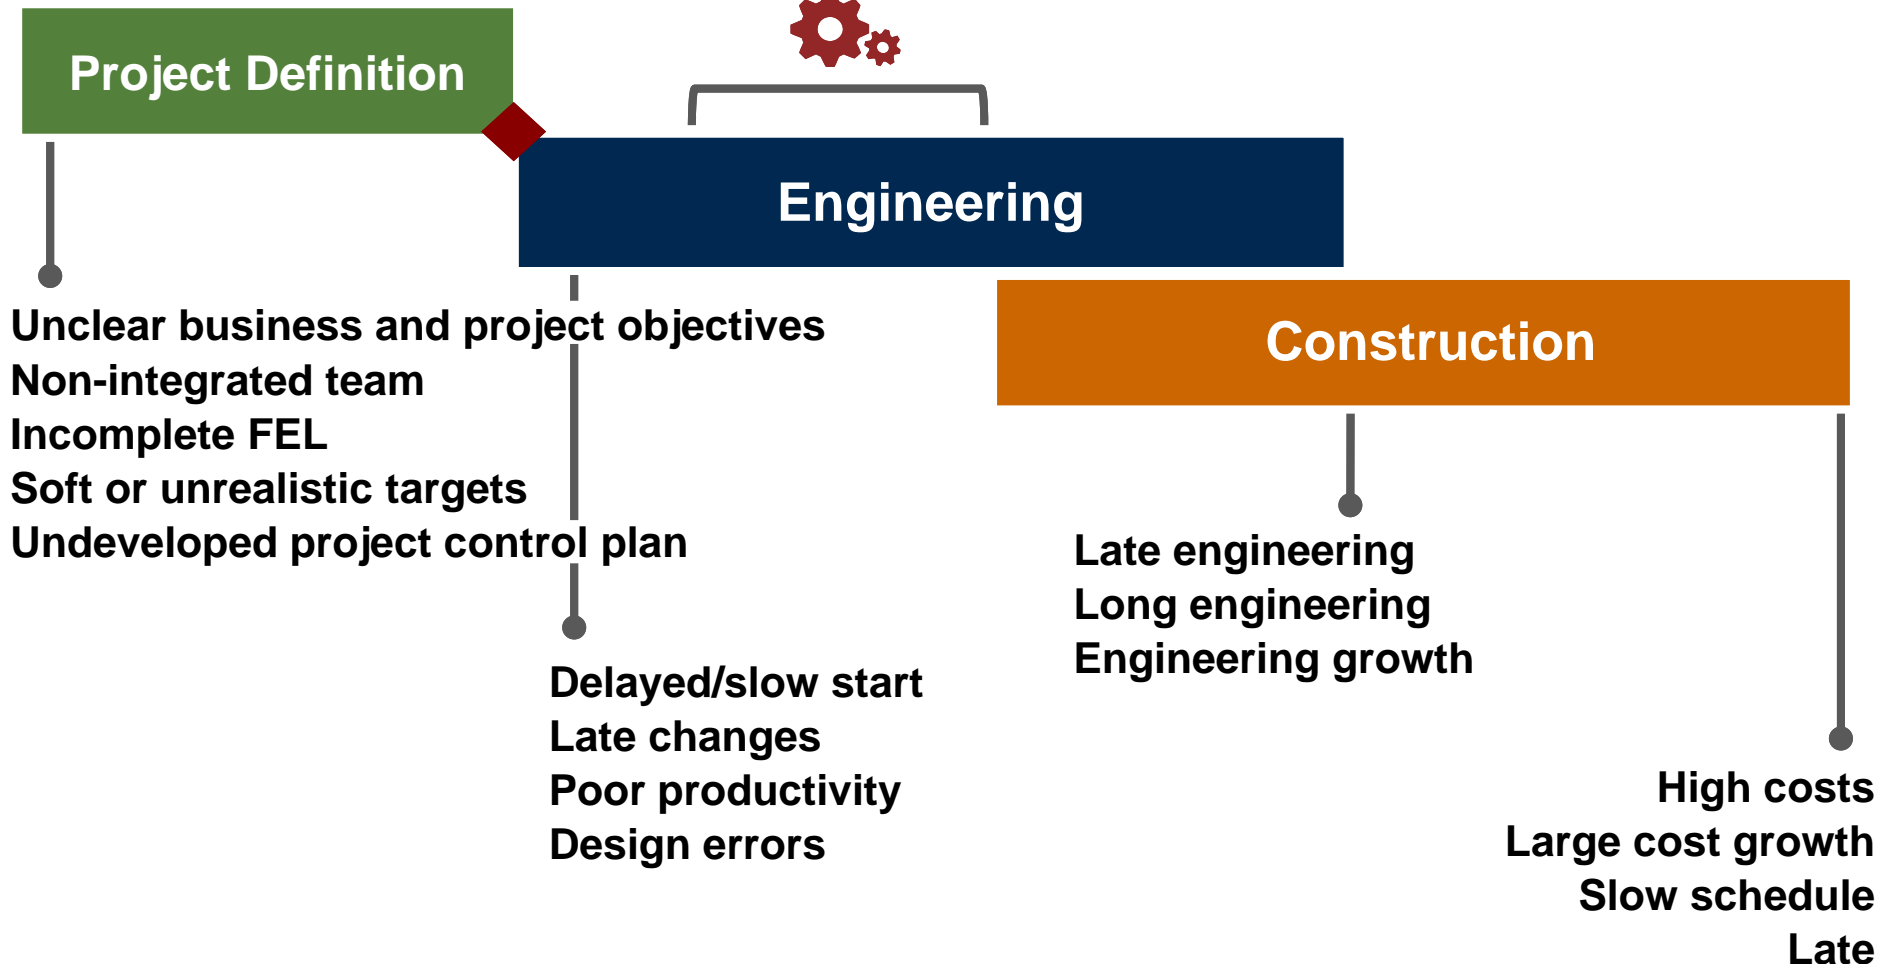 Project Definition
Engineering
Construction
Unclear business and project objectives
Non-integrated team
Incomplete FEL
Soft or unrealistic targets
Undeveloped project control plan
Delayed/slow start
Late changes
Poor productivity
Design errors
Late engineering
Long engineering
Engineering growth
High costs
Large cost growth
Slow schedule
Late